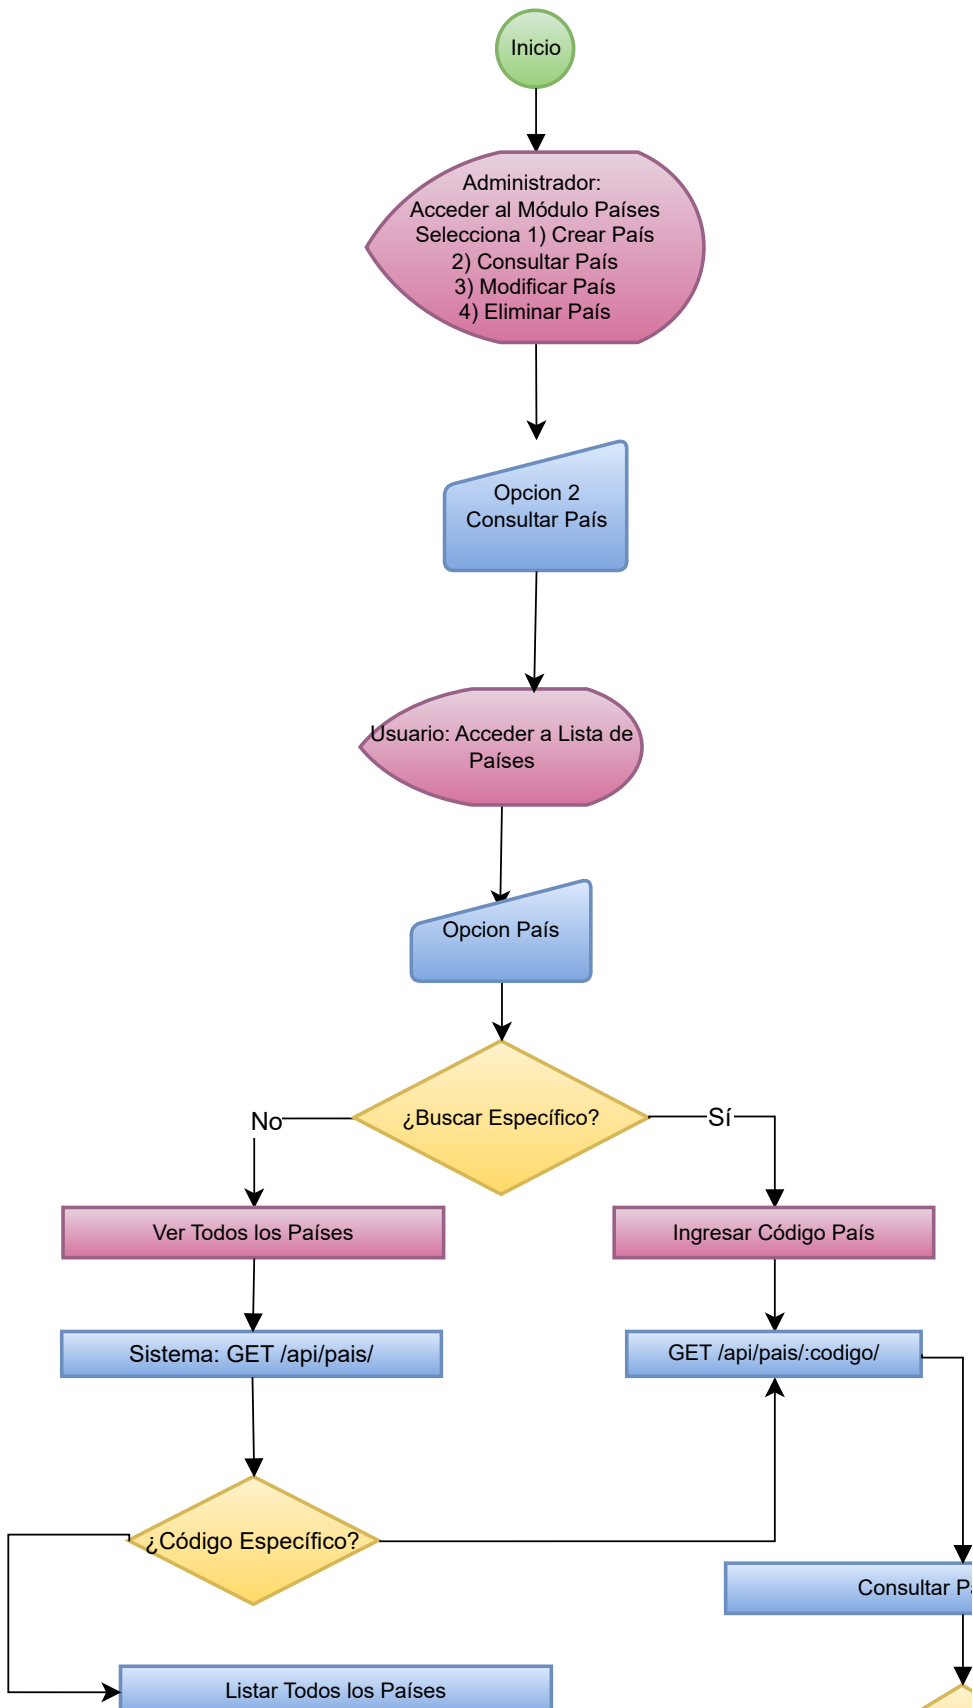 Inicio
Administrador:
Acceder al Módulo Países
Selecciona 1) Crear País
2) Consultar País
3) Modificar País
4) Eliminar País
Opcion 2
Consultar País
Usuario: Acceder a Lista de
Países
Opcion País
¿Buscar Específico?
No
Sí
Ver Todos los Países
Ingresar Código País
Sistema: GET /api/pais/
GET /api/pais/:codigo/
¿Código Específico?
Consultar
Listar Todos los Países